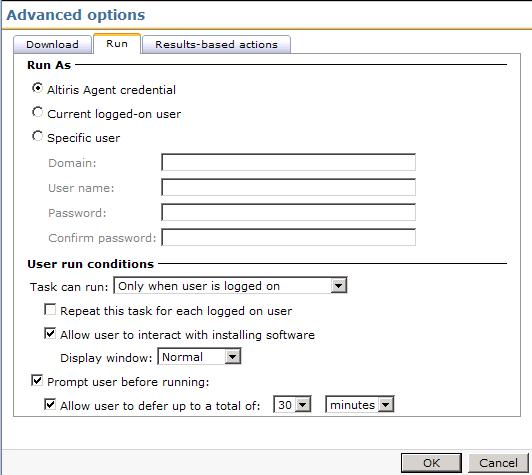 Advanced options
Download Run Results-based actions
Run As
Altiris Agent credential
Current logged-on user
Specific user
Domain:
User name:
Password:
Confirm password:
User run conditions
Task can run: Only when user is logged on
Repeat this task for each logged on user
Allow user to interact with installing software
Display window: Normal
Prompt user before running:
Allow user to defer up to a total of: 30 minutes
OK Cancel